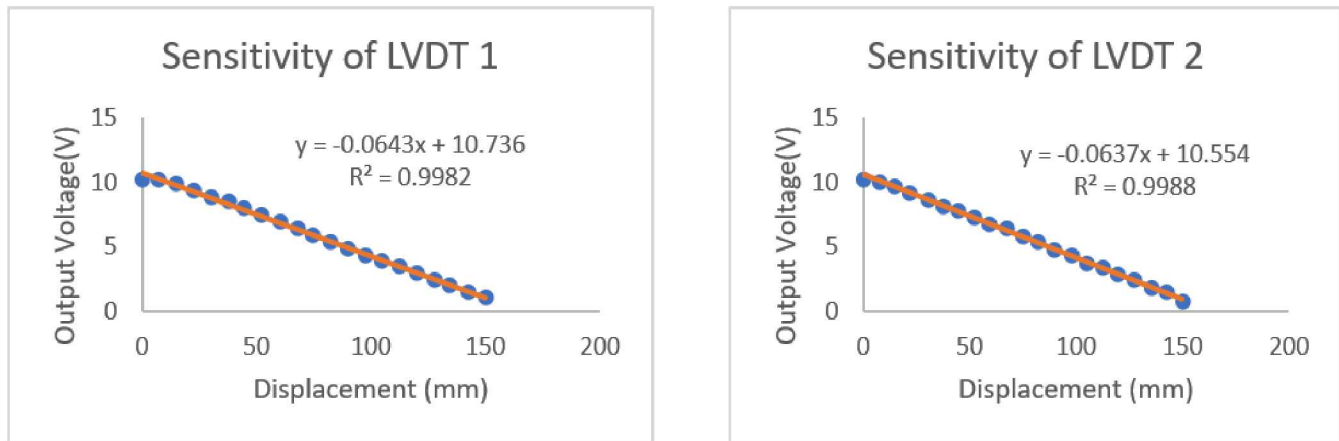 Sensitivity of LVDT 1
15
10
5
0
Output Voltage(V)
y = -0.0643x + 10.736
R² = 0.9982
0 50 100 150 200
Displacement (mm)
Sensitivity of LVDT 2
15
10
5
0
Output Voltage(V)
y = -0.0637x + 10.554
R² = 0.9988
0 50 100 150 200
Displacement (mm)